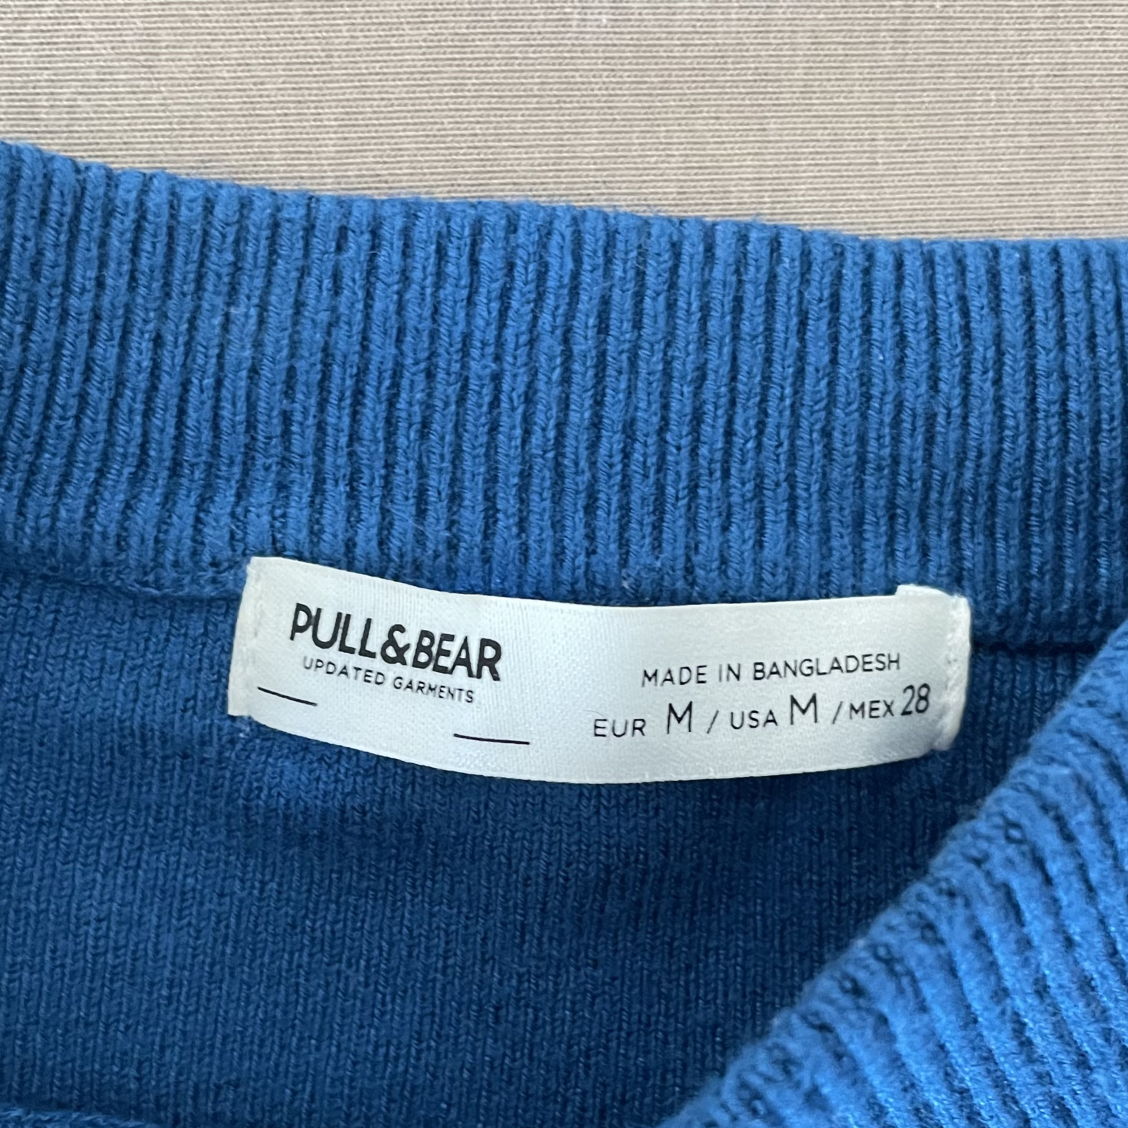 PULL&BEAR
UPDATED GARMENTS
MADE IN BANGLADESH
EUR M / USA M / MEX 28